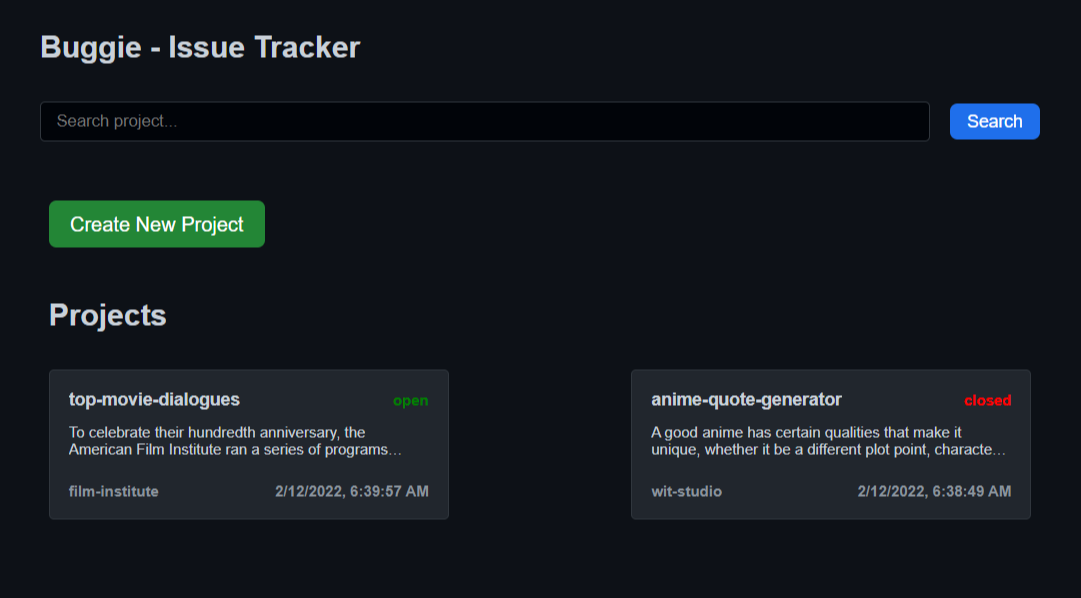 Buggie - Issue Tracker
Search project...
Search
Create New Project
Projects
top-movie-dialogues
open
To celebrate their hundredth anniversary, the
American Film Institute ran a series of programs…
film-institute
2/12/2022, 6:39:57 AM
anime-quote-generator
closed
A good anime has certain qualities that make it
unique, whether it be a different plot point, characte…
wit-studio
2/12/2022, 6:38:49 AM